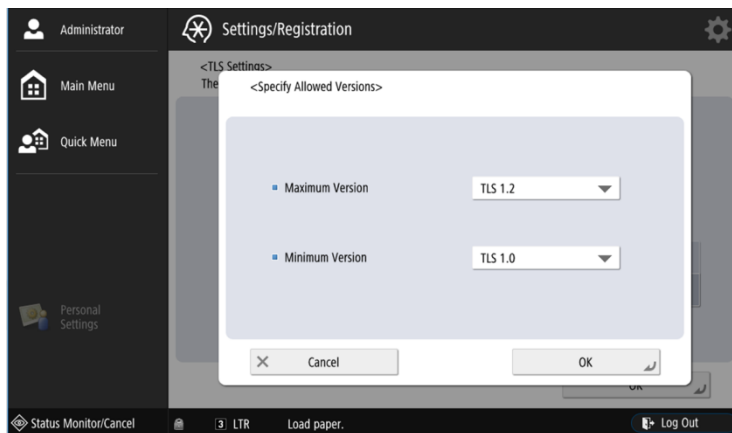 Administrator
Settings/Registration
<TLS Settings>
The
<Specify Allowed Versions>
Main Menu
Quick Menu
Maximum Version
TLS 1.2
Minimum Version
TLS 1.0
Personal
Settings
Cancel
OK
OK
Status Monitor/Cancel
3 LTR
Load paper.
Log Out